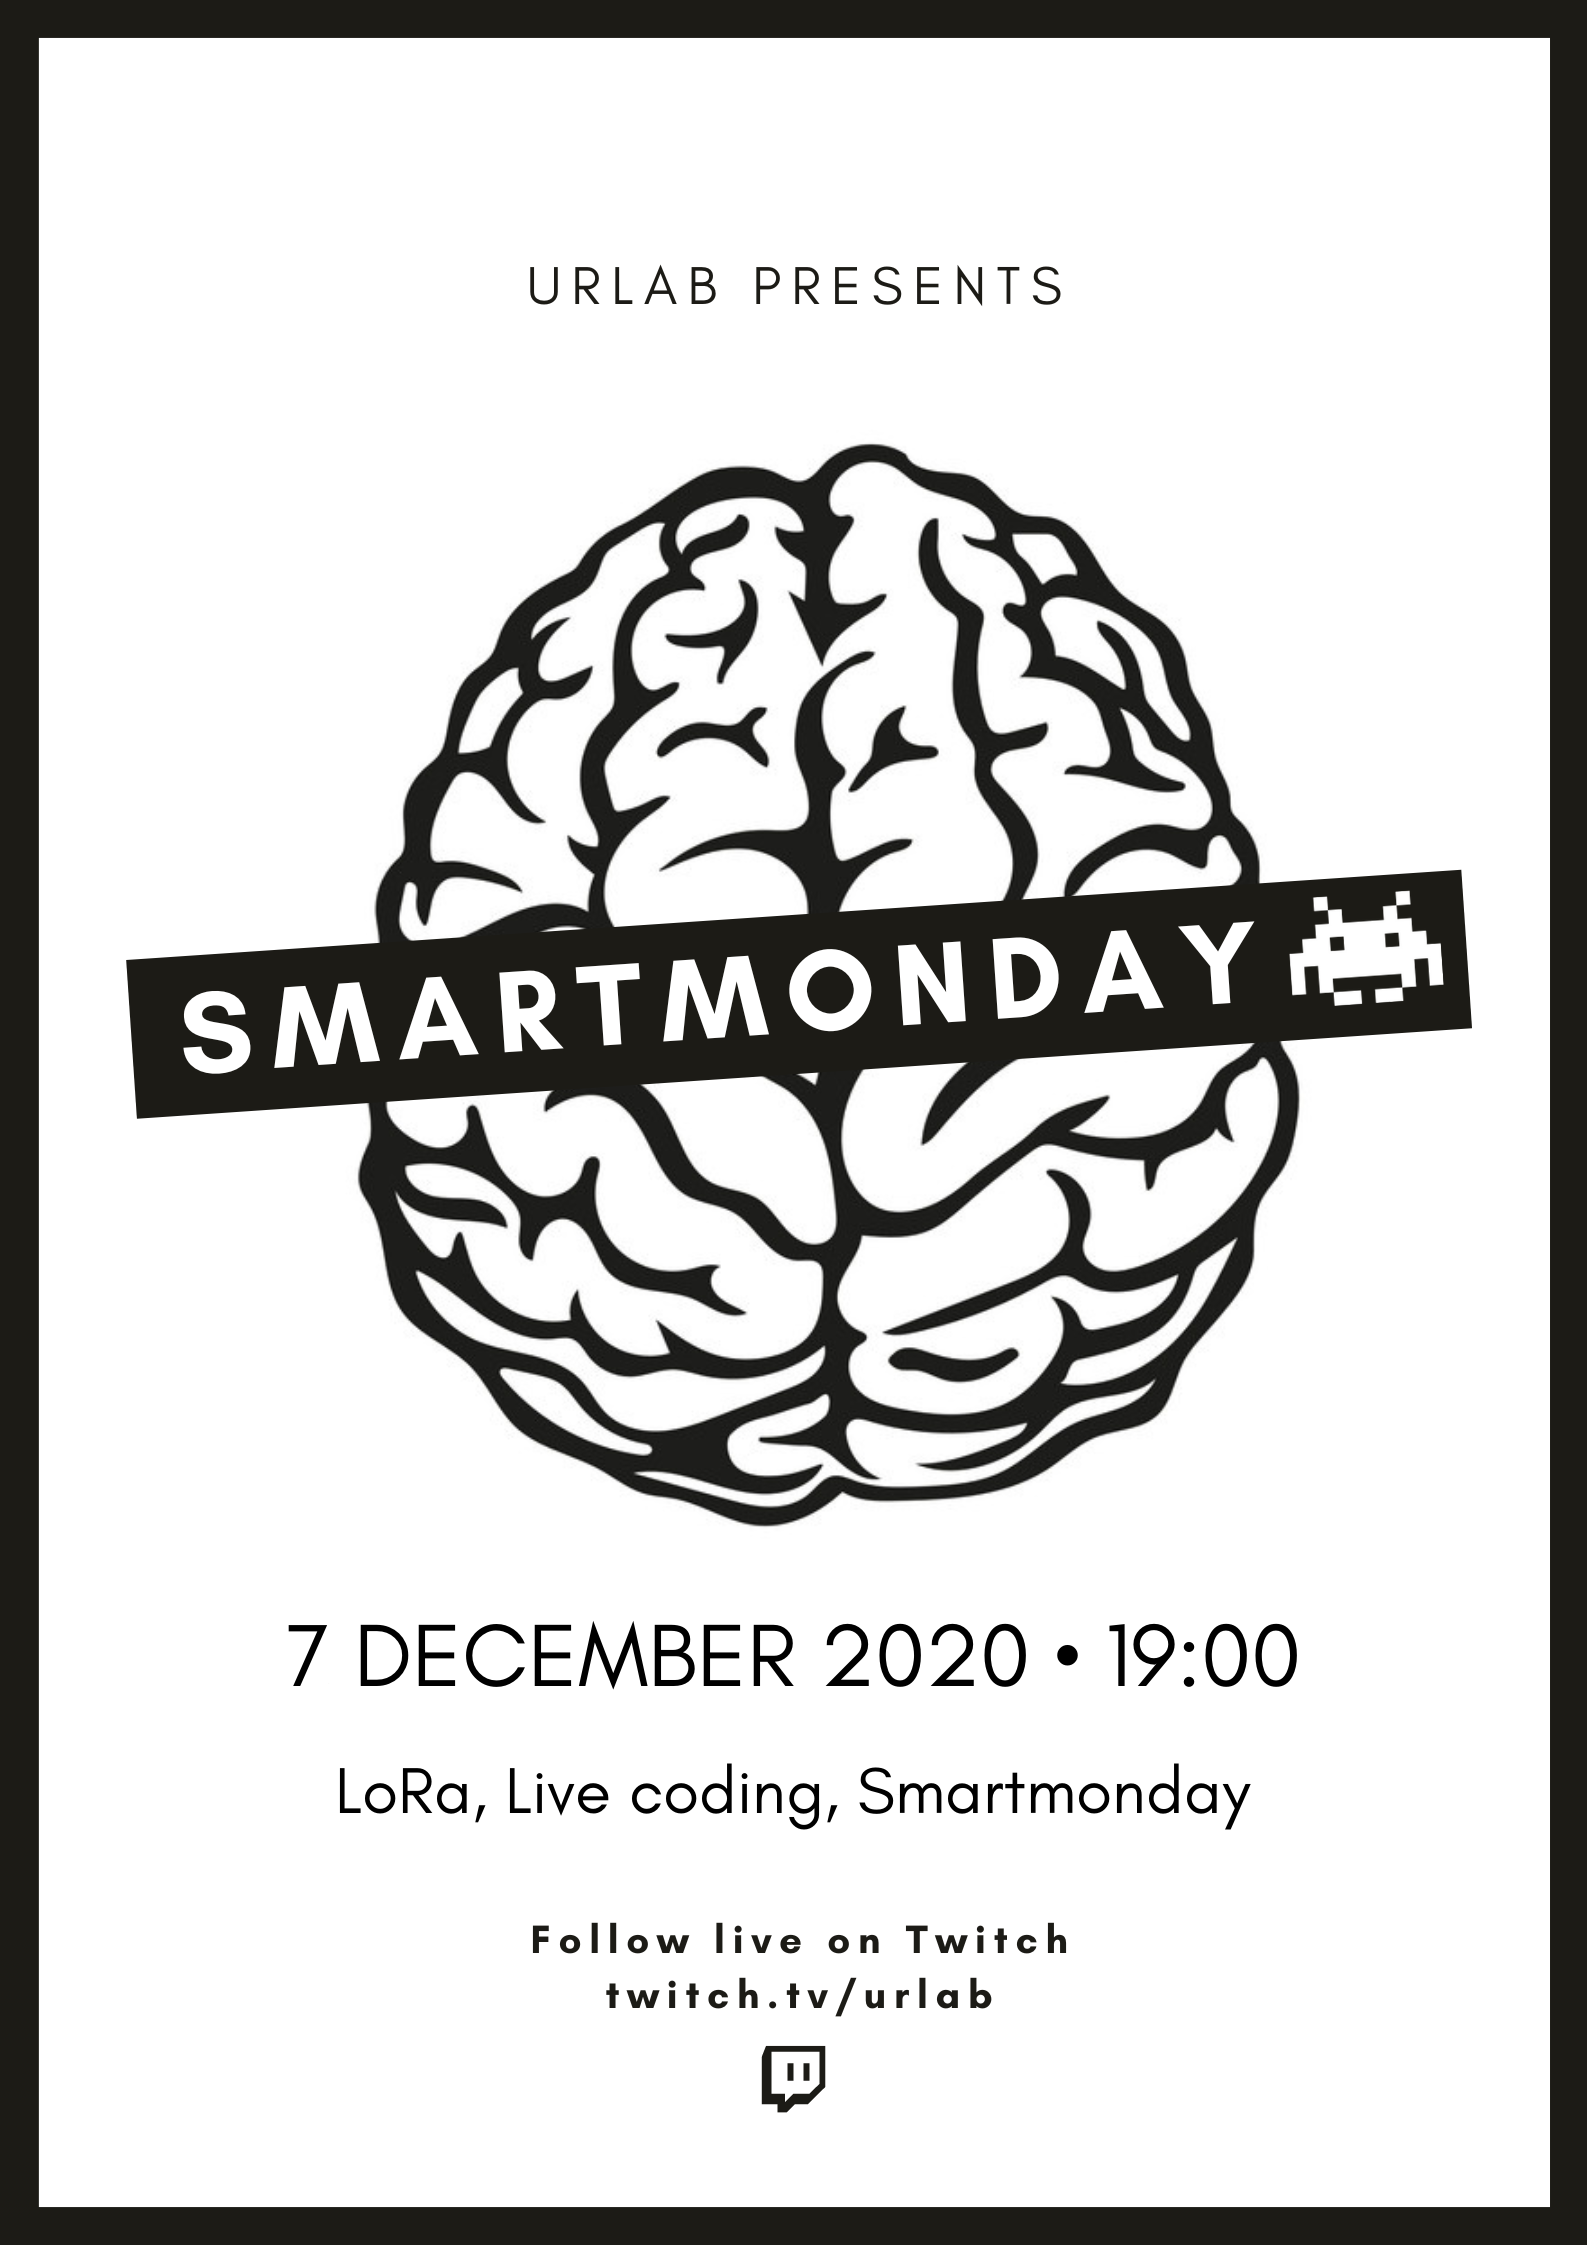 URLAB PRESENTS
SMARTMONDAY
7 DECEMBER 2020 • 19:00
LoRa, Live coding, Smartmonday
Follow live on Twitch
twitch.tv/urlab